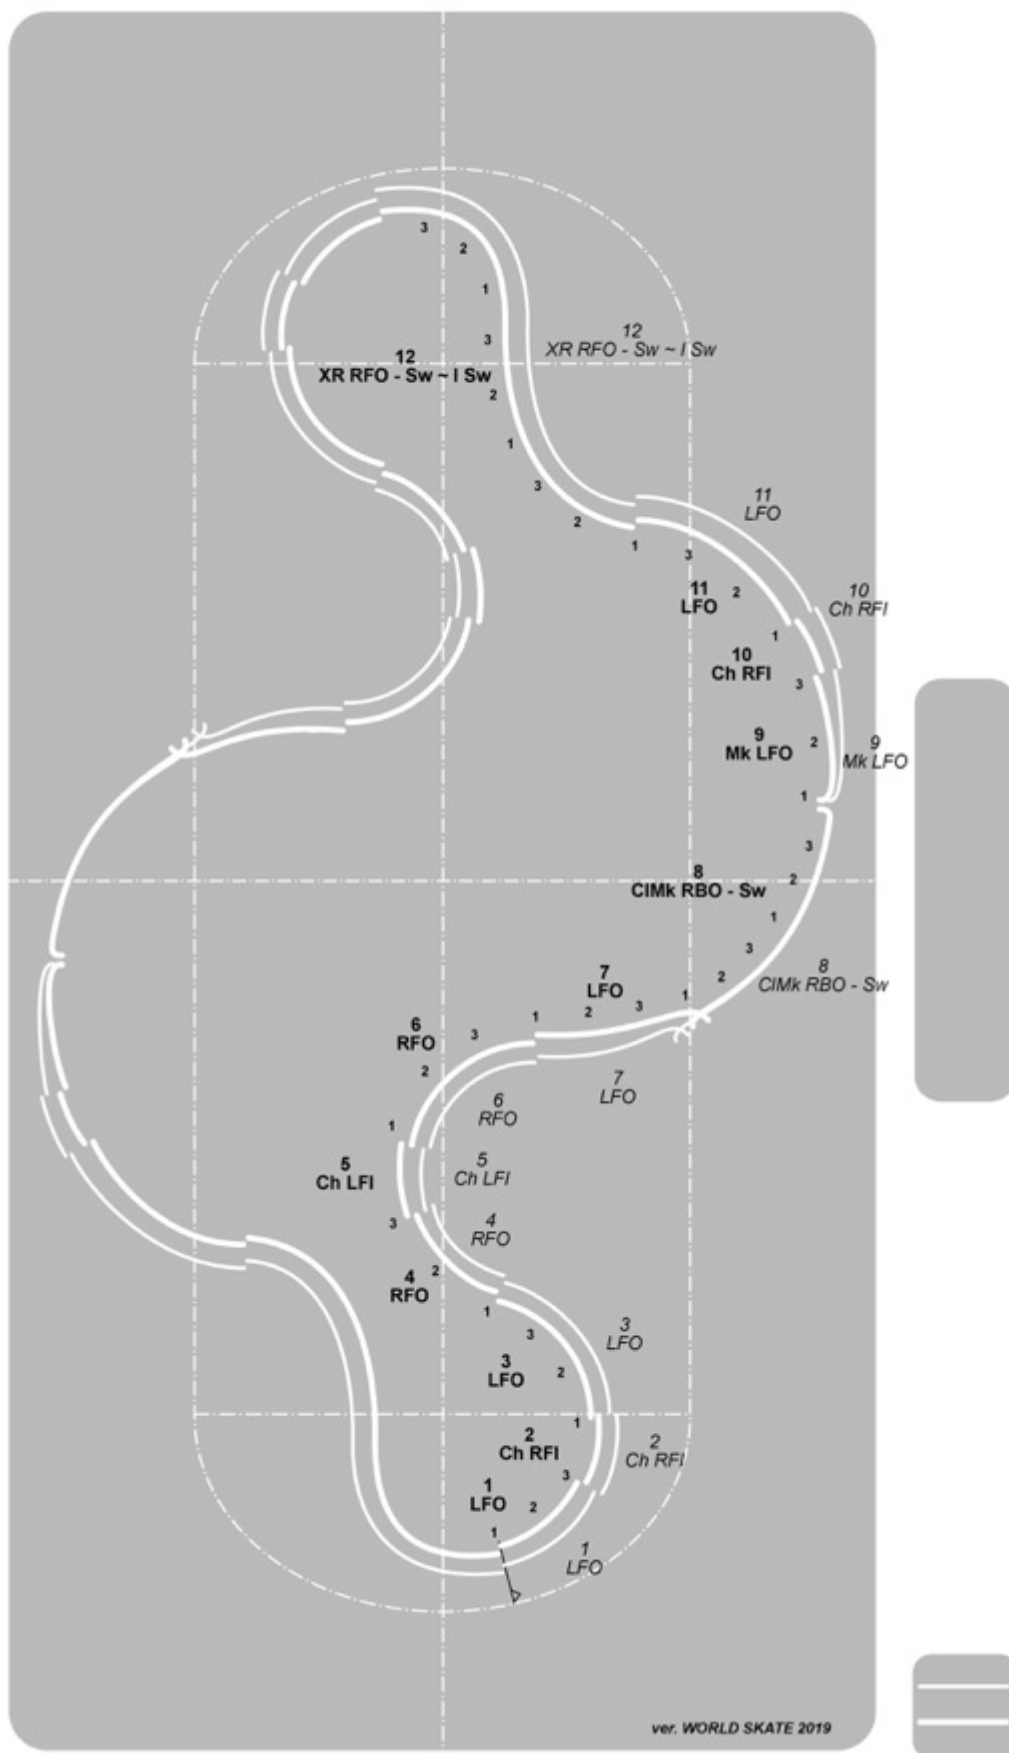 3
2
1
3
12
XR RFO - Sw ~ I Sw
12
XR RFO - Sw ~ I Sw
2
1
3
2
1
11
LFO
3
11
LFO
2
1
10
Ch RFI
10
Ch RFI
3
9
Mk LFO
2
9
Mk LFO
1
3
8
ClMk RBO - Sw
2
1
3
2
8
ClMk RBO - Sw
7
LFO
1
3
2
1
6
RFO
3
2
7
LFO
6
RFO
1
5
Ch LFI
5
Ch LFI
3
4
RFO
2
4
RFO
1
3
3
LFO
3
LFO
2
1
2
Ch RFI
2
Ch RFI
3
1
LFO
2
1
1
LFO
ver. WORLD SKATE 2019